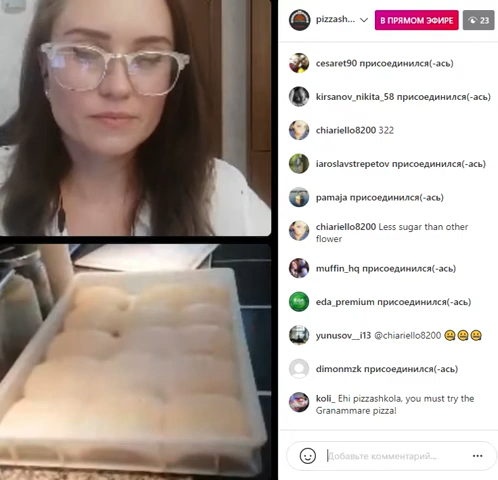 pizzash...
В ПРЯМОМ ЭФИРЕ
23
cesaret90 присоединился(-ась)
kirsanov_nikita_58 присоединился(-ась)
chiariello8200 322
iaroslavstrepetov присоединился(-ась)
pamaja присоединился(-ась)
chiariello8200 Less sugar than other
flower
muffin_hq присоединился(-ась)
eda_premium присоединился(-ась)
yunusov__i13 @chiariello8200 😄😄😄
dimonmzk присоединился(-ась)
koli_ Ehi pizzashkola, you must try the
Granammare pizza!
Добавьте комментарий...